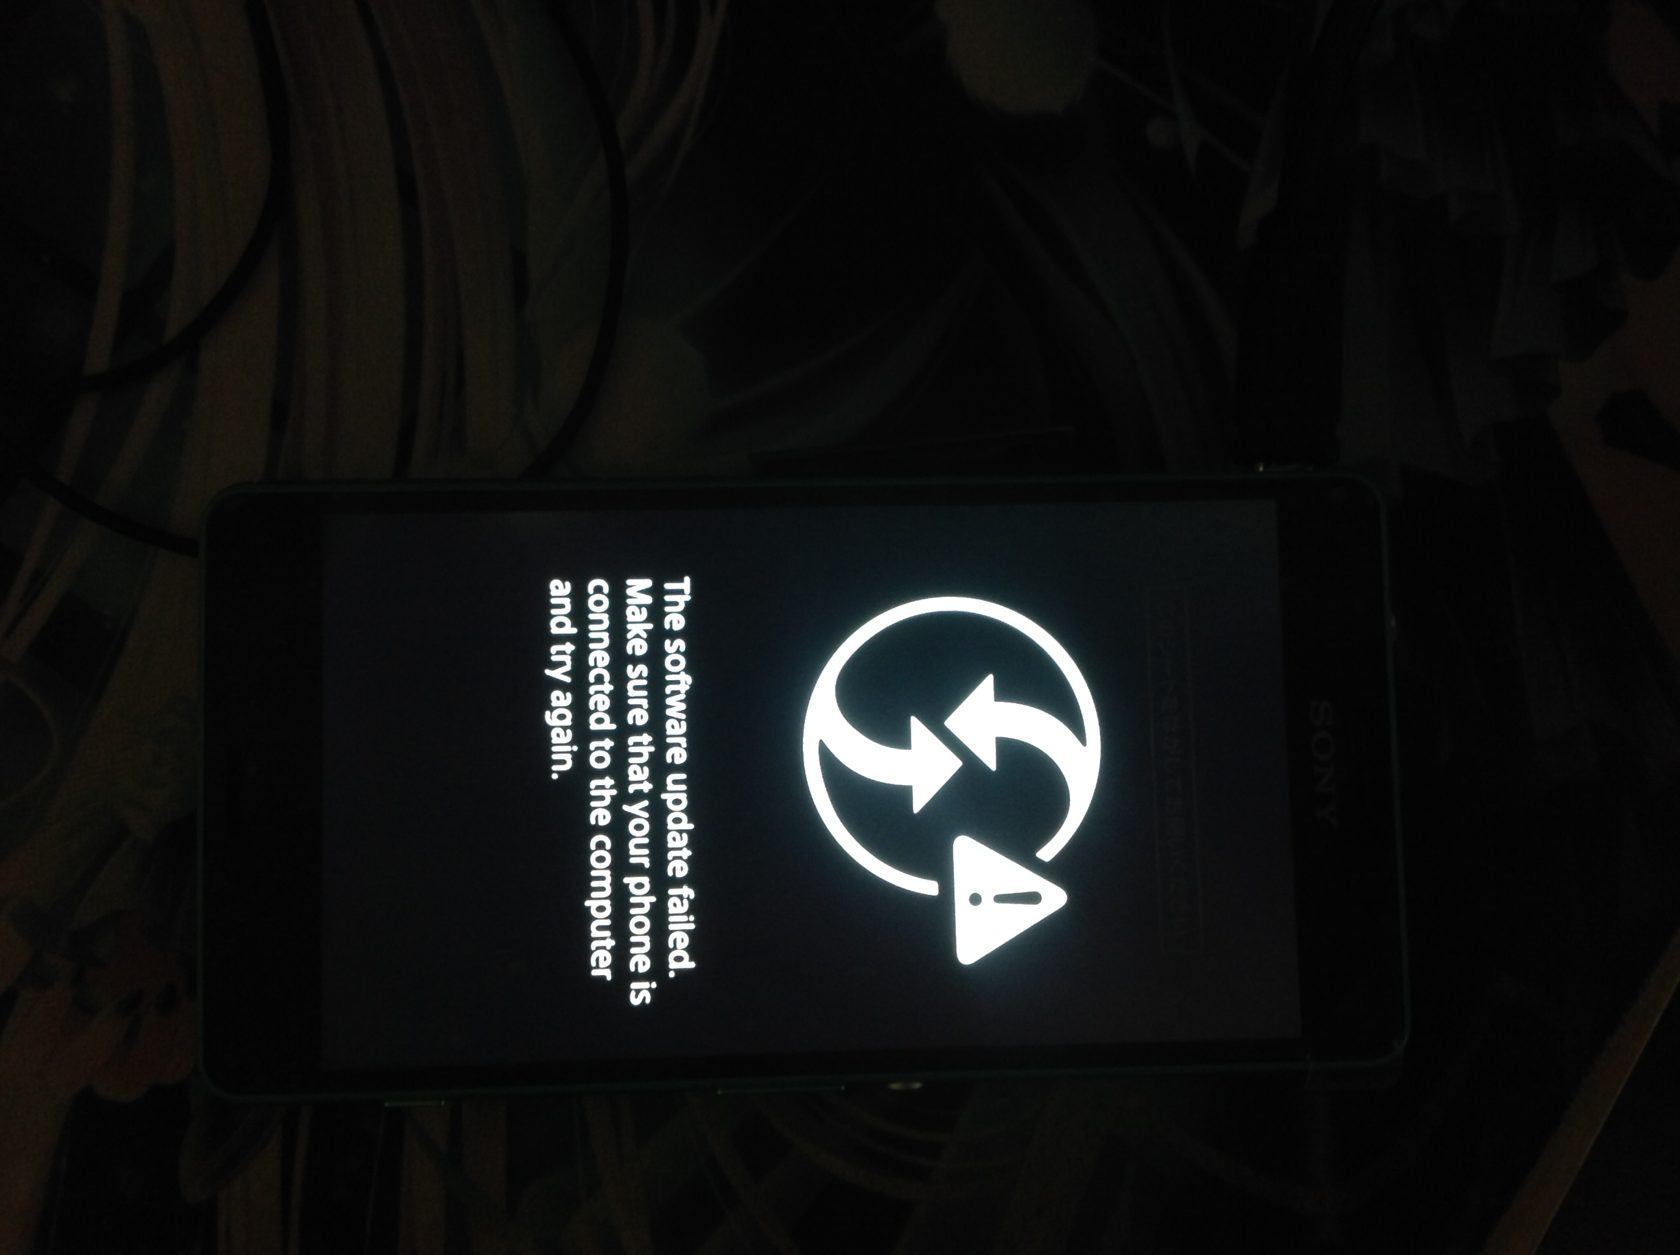 SONY
The software update failed.
Make sure that your phone is
connected to the computer
and try again.